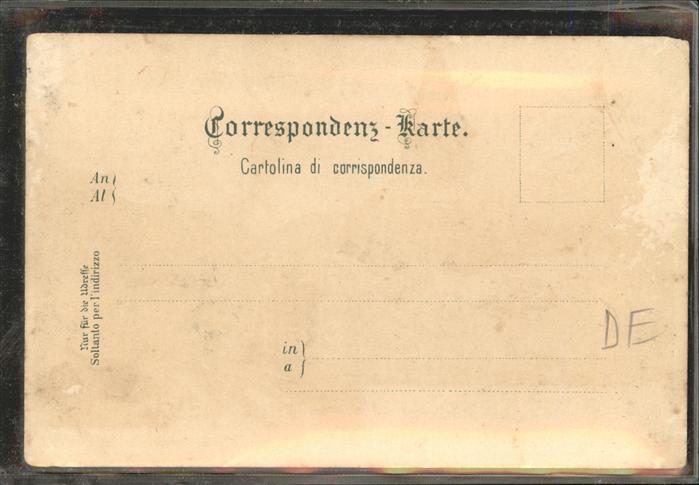 Correspondenz-Karte.
Cartolina di corrispondenza.
An
Al
Nur für die Adresse
Soltanto per l'indirizzo
in
a
DE